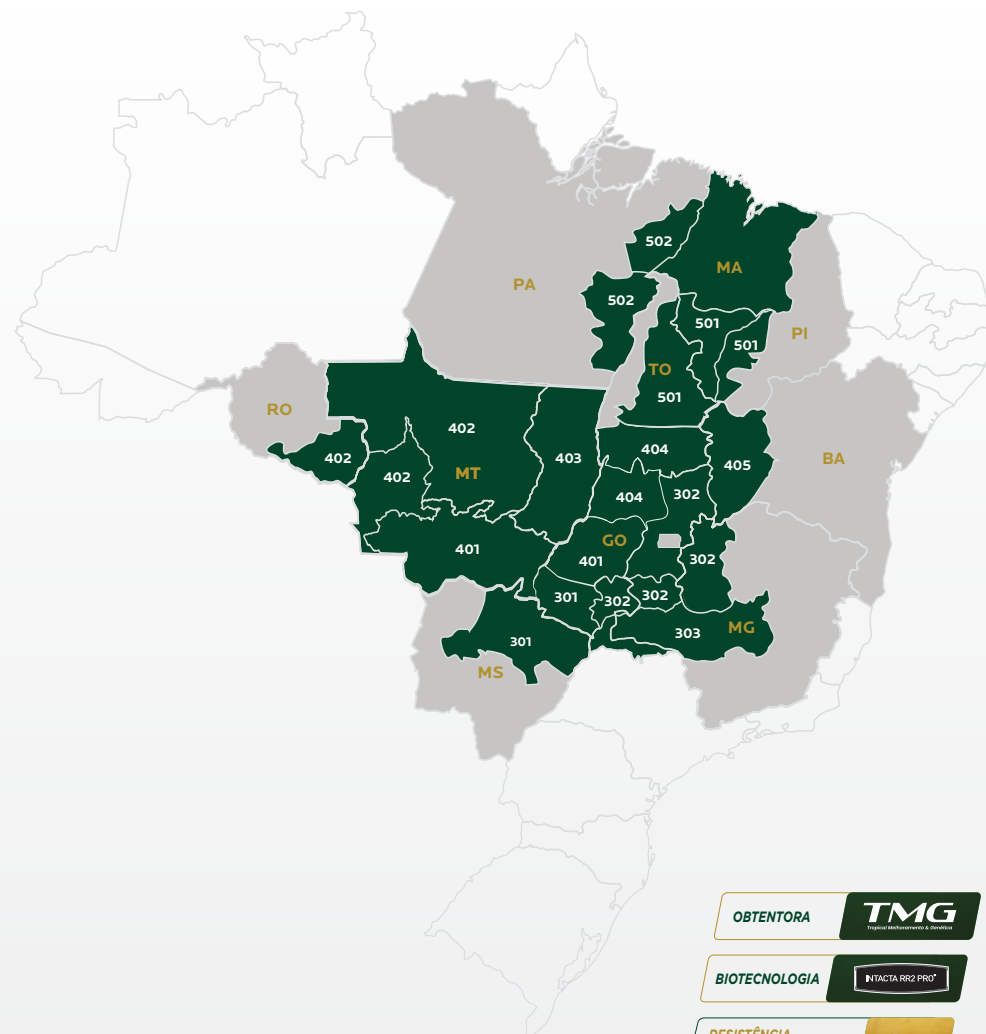 502
MA
PA
502
501
PI
501
TO
501
RO
402
404
BA
402
403
405
402
MT
404
302
GO
401
401
302
301
302
302
303
MG
301
MS
OBTENTORA
TMG
Tropical Melhoramento & Genética
BIOTECNOLOGIA
INTACTA RR2 PRO
RESISTÊNCIA